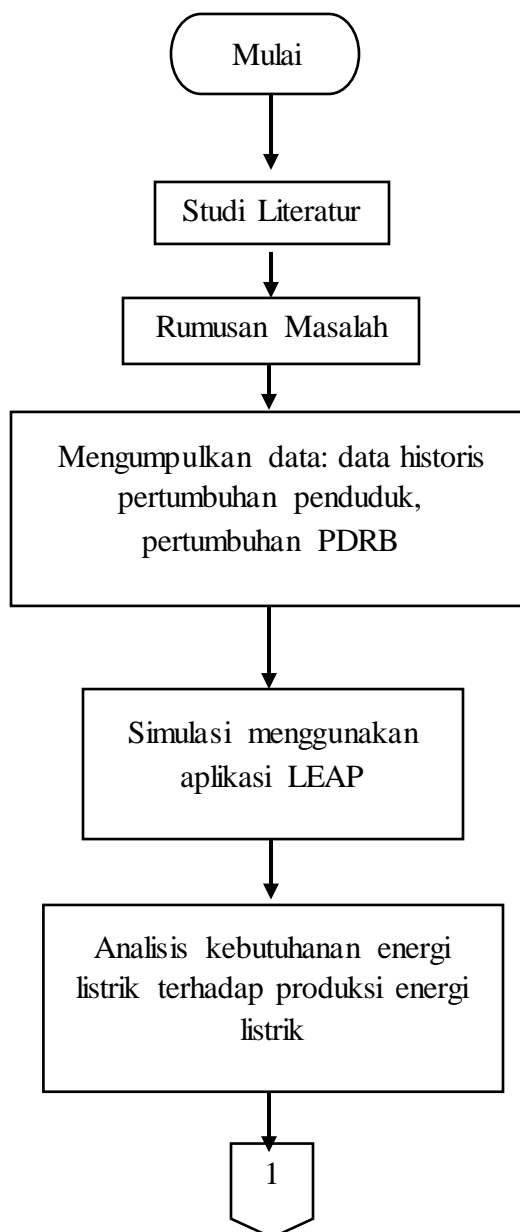 Mulai
Studi Literatur
Rumusan Masalah
Mengumpulkan data: data historis
pertumbuhan penduduk,
pertumbuhan PDRB
Simulasi menggunakan
aplikasi LEAP
Analisis kebutuhanan energi
listrik terhadap produksi energi
listrik
1